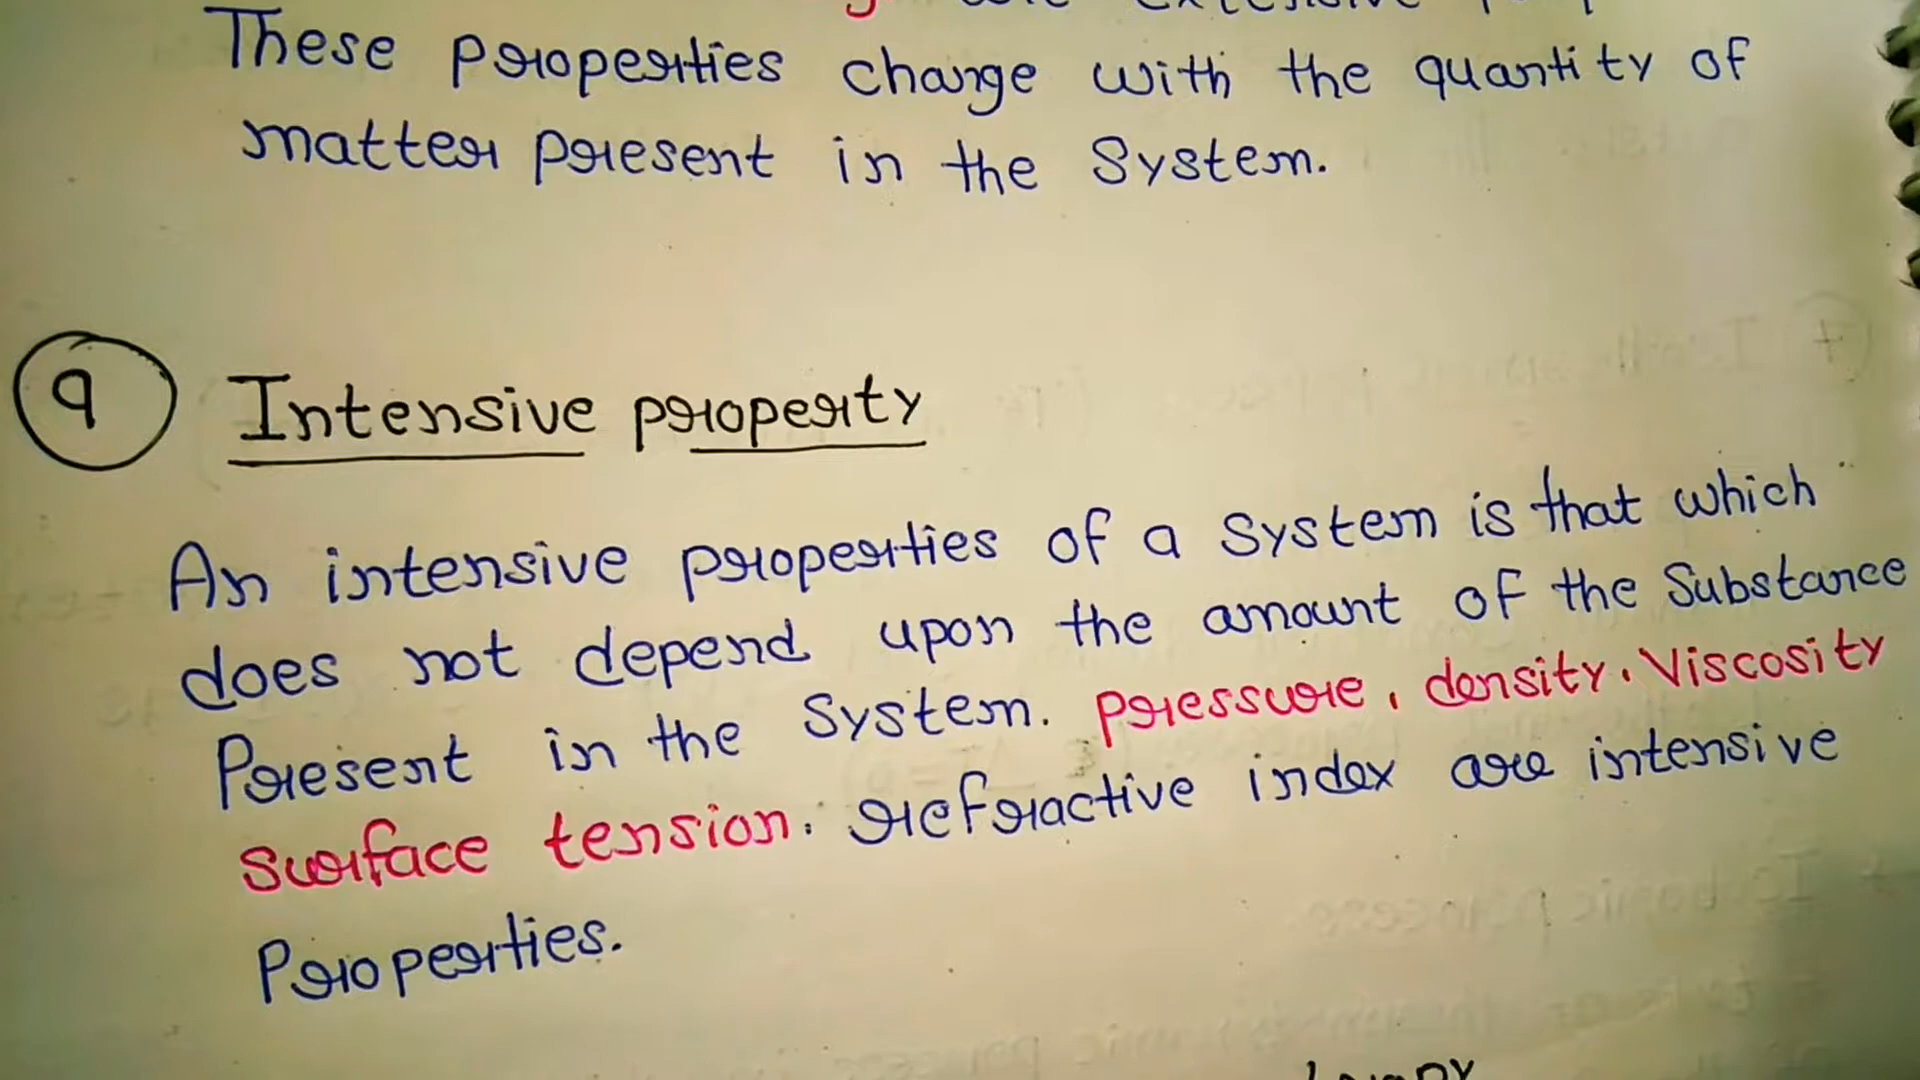 These properties change with the quantity of
matter present in the System.
9 Intensive property
An intensive properties of a System is that which
does not depend upon the amount of the Substance
Present in the System. pressure, density, Viscosity
surface tension. refractive index are intensive
Properties.